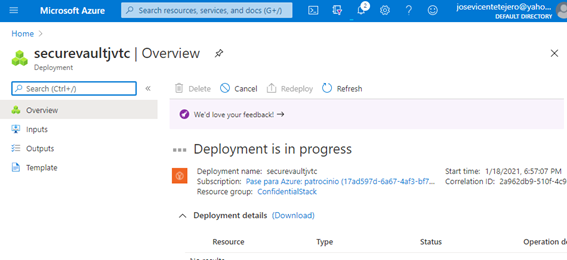 Microsoft Azure
Search resources, services, and docs (G+/)
2
josevicentetejero@yaho...
DEFAULT DIRECTORY
Home
securevaultjvtc | Overview
Deployment
Search (Ctrl+/)
Delete Cancel Redeploy Refresh
Overview
Inputs
Outputs
Template
We'd love your feedback! →
Deployment is in progress
Deployment name: securevaultjvtc
Subscription: Pase para Azure: patrocinio (17ad597d-6a67-4af3-bf7...
Resource group: ConfidentialStack
Start time: 1/18/2021, 6:57:07 PM
Correlation ID: 2a962db9-510f-4c9
Deployment details (Download)
Resource Type Status Operation de
No results